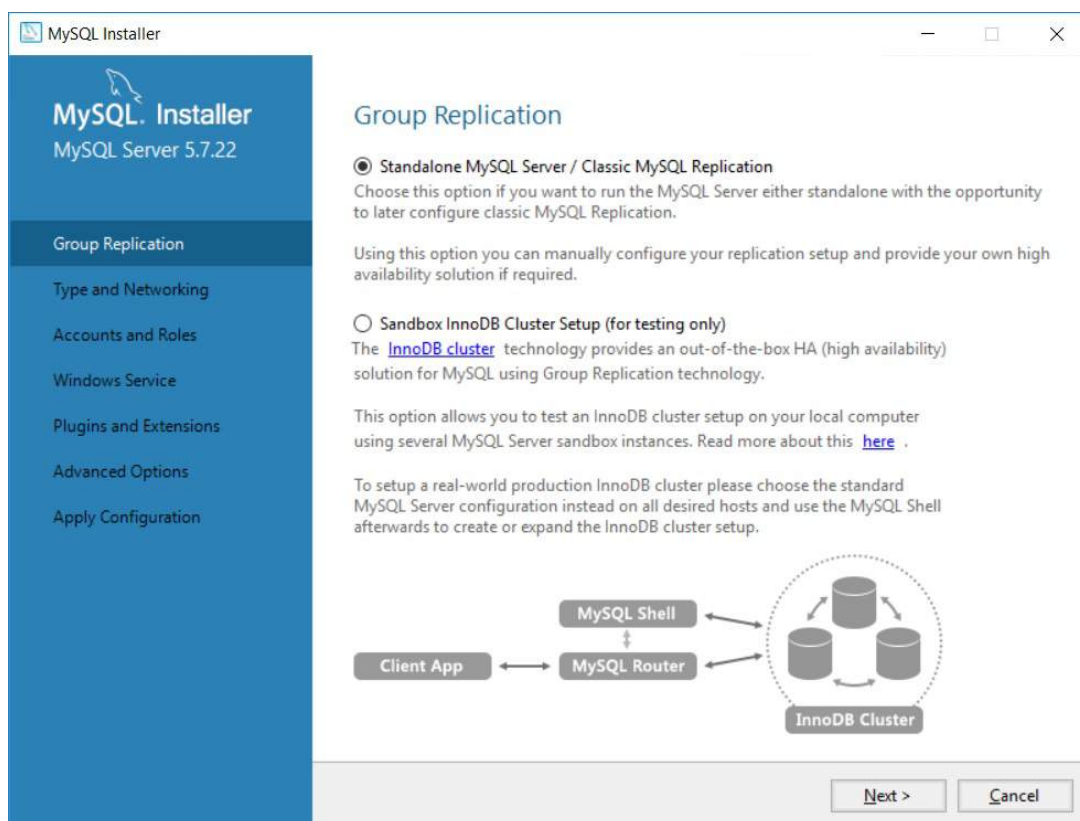 MySQL Installer
MySQL. Installer
MySQL Server 5.7.22
Group Replication
Type and Networking
Accounts and Roles
Windows Service
Plugins and Extensions
Advanced Options
Apply Configuration
Group Replication
Standalone MySQL Server / Classic MySQL Replication
Choose this option if you want to run the MySQL Server either standalone with the opportunity
to later configure classic MySQL Replication.
Using this option you can manually configure your replication setup and provide your own high
availability solution if required.
Sandbox InnoDB Cluster Setup (for testing only)
The InnoDB cluster technology provides an out-of-the-box HA (high availability)
solution for MySQL using Group Replication technology.
This option allows you to test an InnoDB cluster setup on your local computer
using several MySQL Server sandbox instances. Read more about this here .
To setup a real-world production InnoDB cluster please choose the standard
MySQL Server configuration instead on all desired hosts and use the MySQL Shell
afterwards to create or expand the InnoDB cluster setup.
MySQL Shell
Client App
MySQL Router
InnoDB Cluster
Next >
Cancel